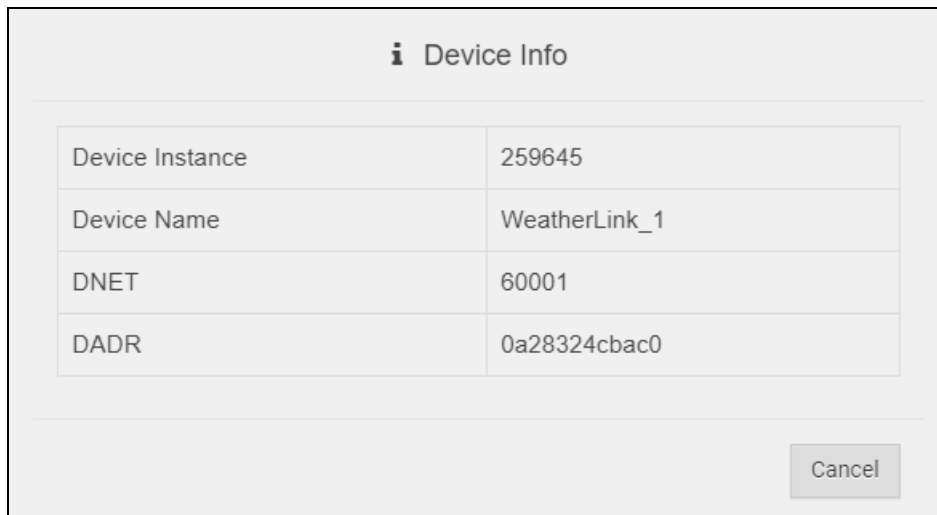 Device Info
Device Instance 259645
Device Name WeatherLink_1
DNET 60001
DADR 0a28324cbac0
Cancel